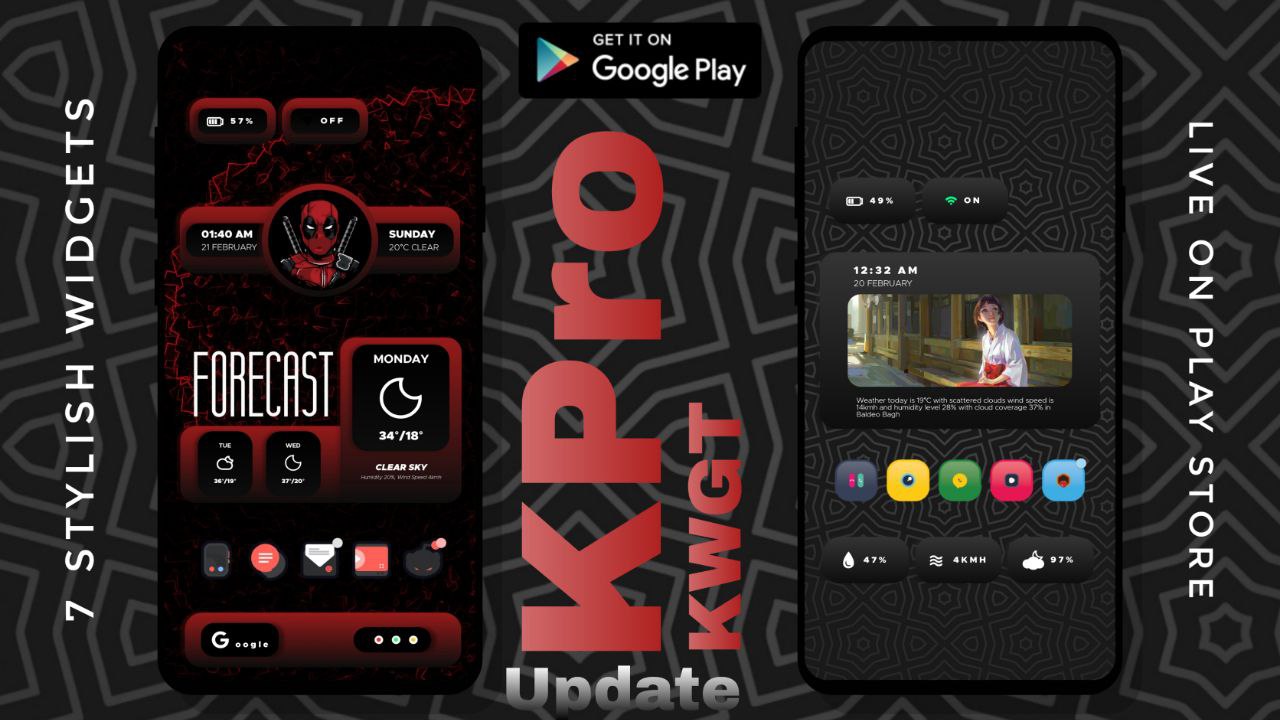 7 STYLISH WIDGETS
57%
OFF
01:40 AM
21 FEBRUARY
SUNDAY
20°C CLEAR
FORECAST
MONDAY
34°/18°
CLEAR SKY
Humidity 20%, Wind Speed 4kmh
TUE
36°/19°
WED
37°/20°
G oogle
GET IT ON
Google Play
KPro
KWGT
Update
49%
ON
12:32 AM
20 FEBRUARY
Weather today is 19°C with scattered clouds wind speed is
14kmh and humidity level 28% with cloud coverage 37% in
Baldeo Bagh
47%
4KMH
97%
LIVE ON PLAY STORE